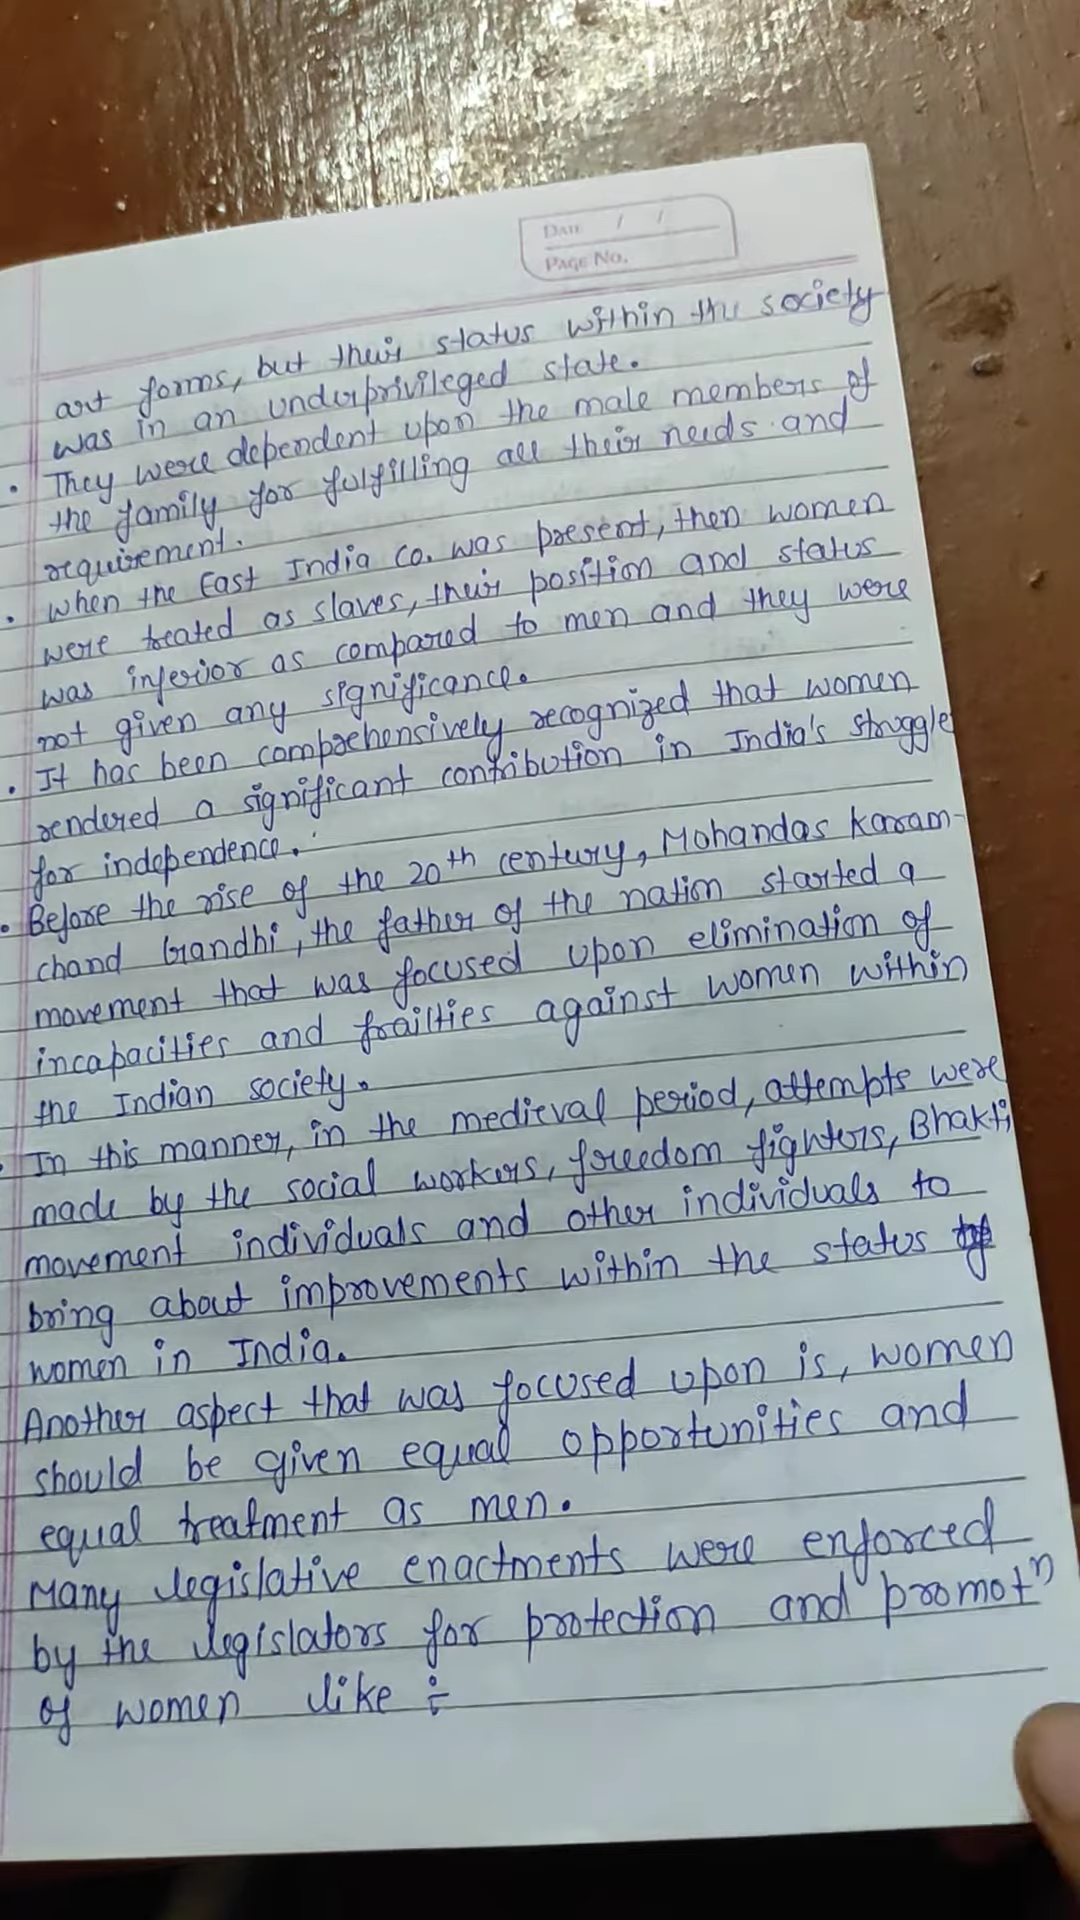 DATE / /
PAGE NO.
art forms, but their status within the society
was in an underprivileged state.
• They were dependent upon the male members of
the family for fulfilling all their needs and
requirement.
• When the East India Co. was present, then women
were treated as slaves, their position and status
was inferior as compared to men and they were
not given any significance.
• It has been comprehensively recognized that women
rendered a significant contribution in India's struggle
for independence.
• Before the rise of the 20th century, Mohandas Karam-
chand Gandhi, the father of the nation started a
movement that was focused upon elimination of
incapacities and frailties against women within
the Indian society.
• In this manner, in the medieval period, attempts were
made by the social workers, freedom fighters, Bhakti
movement individuals and other individuals to
bring about improvements within the status of
women in India.
Another aspect that was focused upon is, women
should be given equal opportunities and
equal treatment as men.
Many legislative enactments were enforced
by the legislators for protection and promotⁿ
of women like :-